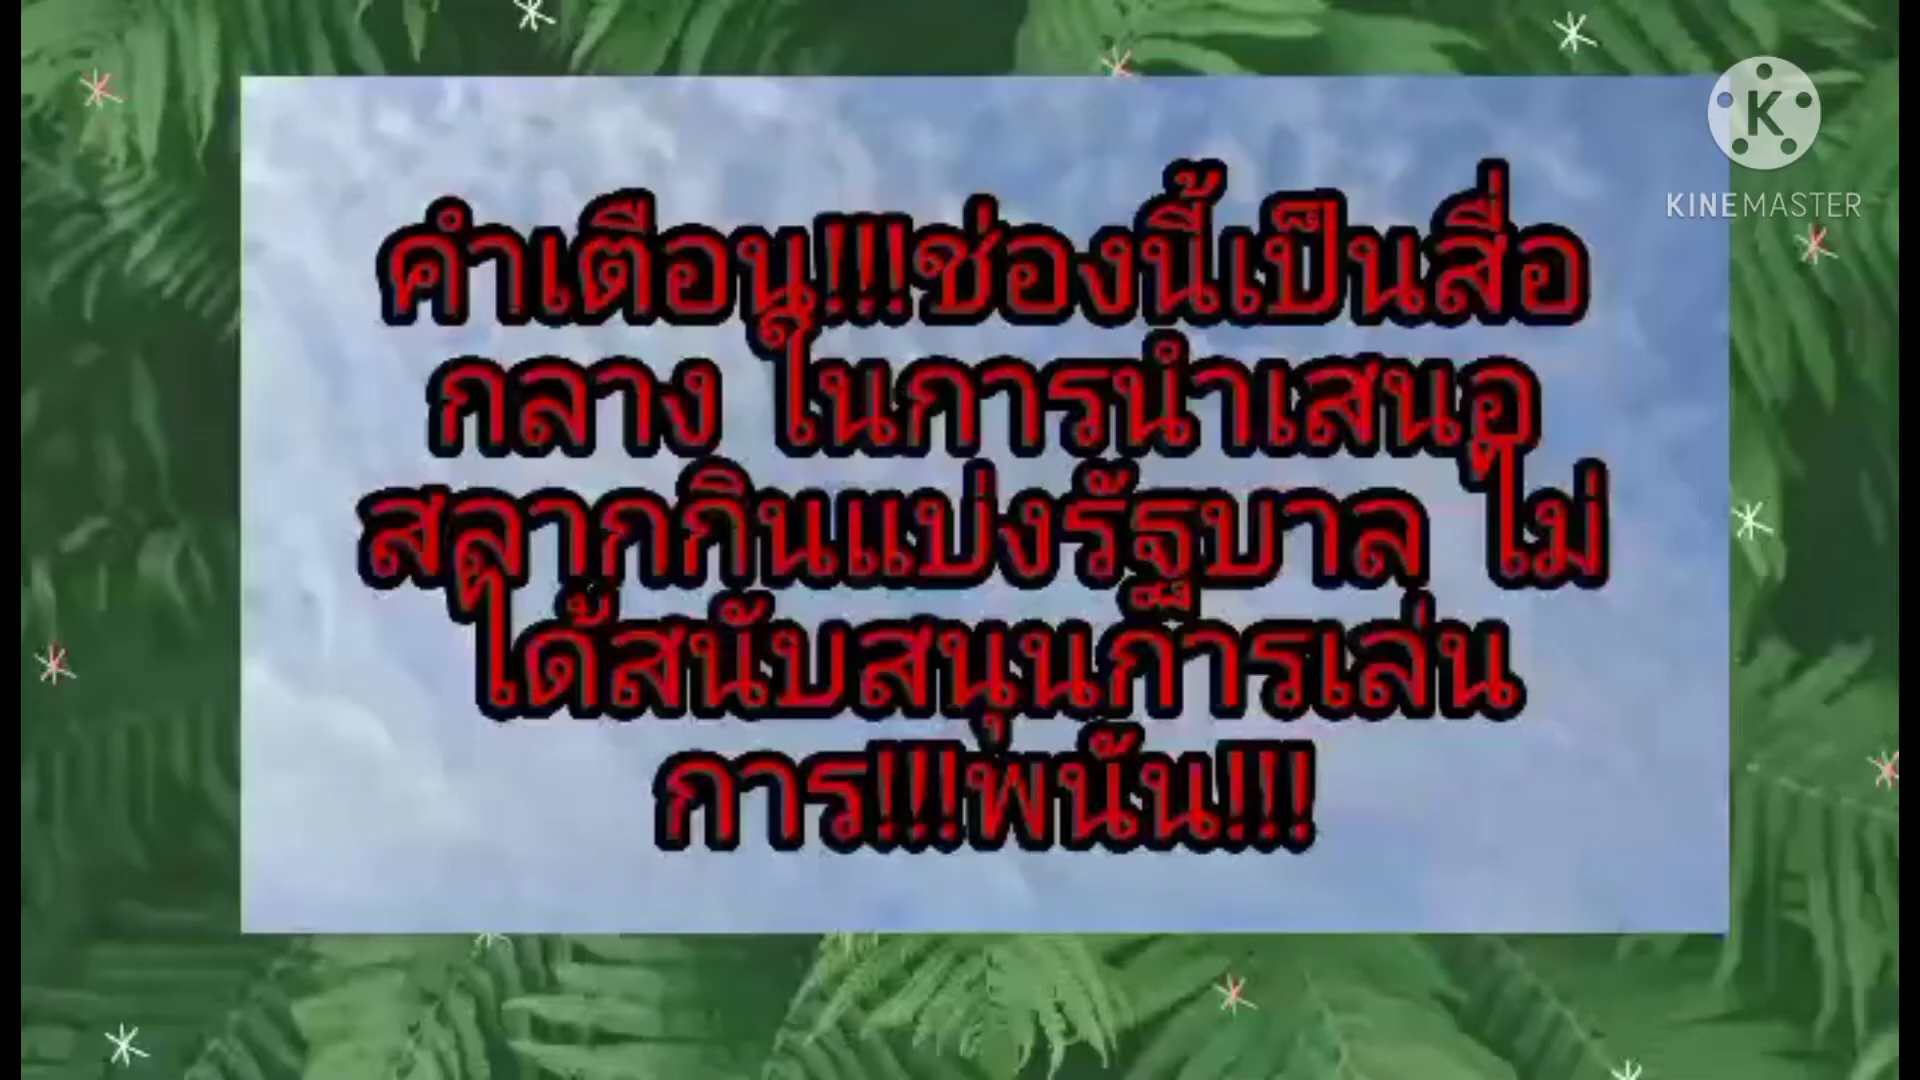 คำเตือน!!!ช่องนี้เป็นสื่อ
กลาง ในการนำเสนอ
สลากกินแบ่งรัฐบาล ไม่
ได้สนับสนุนการเล่น
การ!!!พนัน!!!
K
KINEMASTER